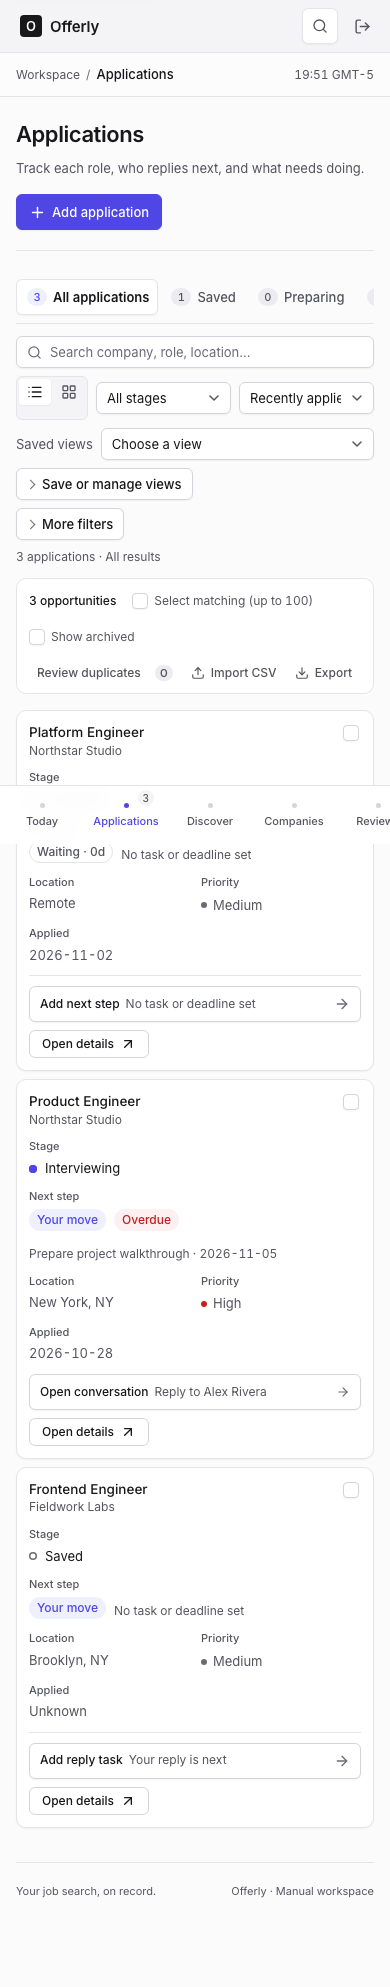 O Offerly
Workspace / Applications 19:51 GMT-5
Applications
Track each role, who replies next, and what needs doing.
Add application
3 All applications 1 Saved 0 Preparing
Search company, role, location...
All stages Recently applie
Saved views Choose a view
Save or manage views
More filters
3 applications · All results
3 opportunities Select matching (up to 100)
Show archived
Review duplicates 0 Import CSV Export
Platform Engineer
Northstar Studio
Stage
3
Today Applications Discover Companies Review
Waiting · 0d No task or deadline set
Location Priority
Remote Medium
Applied
2026-11-02
Add next step No task or deadline set
Open details
Product Engineer
Northstar Studio
Stage
Interviewing
Next step
Your move Overdue
Prepare project walkthrough · 2026-11-05
Location Priority
New York, NY High
Applied
2026-10-28
Open conversation Reply to Alex Rivera
Open details
Frontend Engineer
Fieldwork Labs
Stage
Saved
Next step
Your move No task or deadline set
Location Priority
Brooklyn, NY Medium
Applied
Unknown
Add reply task Your reply is next
Open details
Your job search, on record. Offerly · Manual workspace